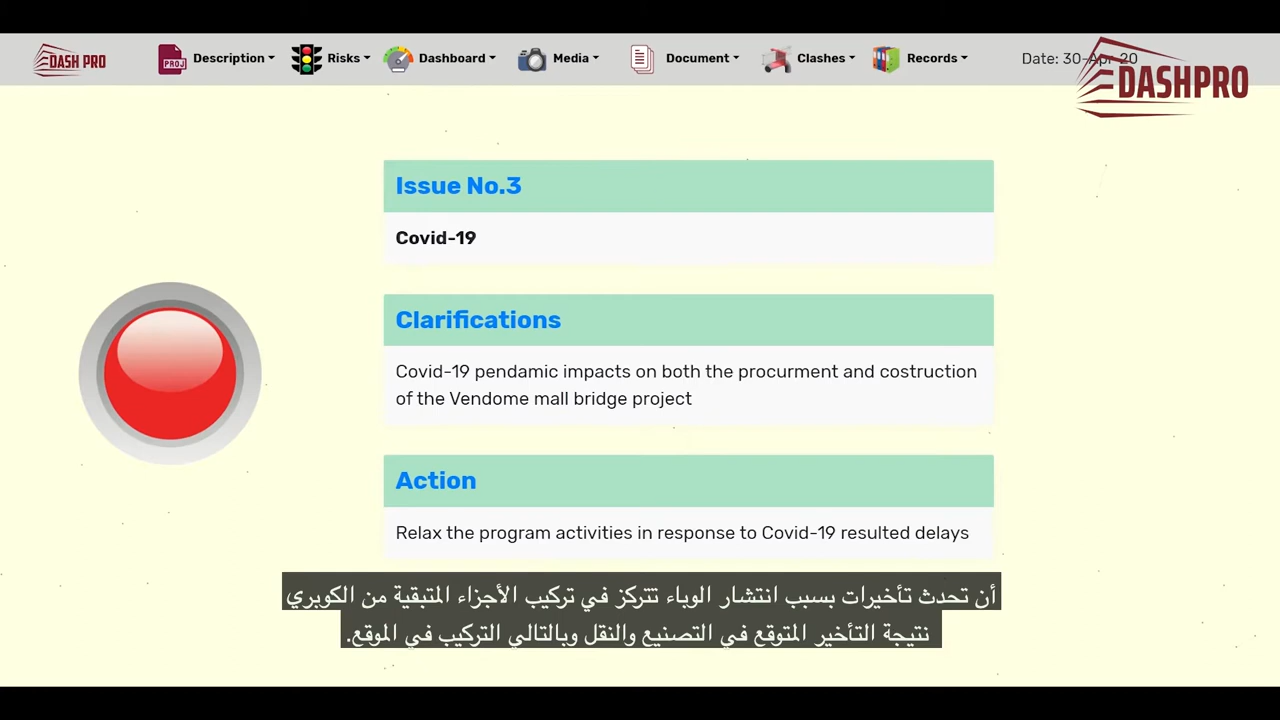 DASH PRO
PROJ
Description
Risks
Dashboard
Media
Document
Clashes
Records
Date: 30-Apr-20
DASHPRO
Issue No.3
Covid-19
Clarifications
Covid-19 pendamic impacts on both the procurment and costruction
of the Vendome mall bridge project
Action
Relax the program activities in response to Covid-19 resulted delays
أن تحدث تأخيرات بسبب انتشار الوباء تتركز في تركيب الأجزاء المتبقية من الكوبري
نتيجة التأخير المتوقع في التصنيع والنقل وبالتالي التركيب في الموقع.